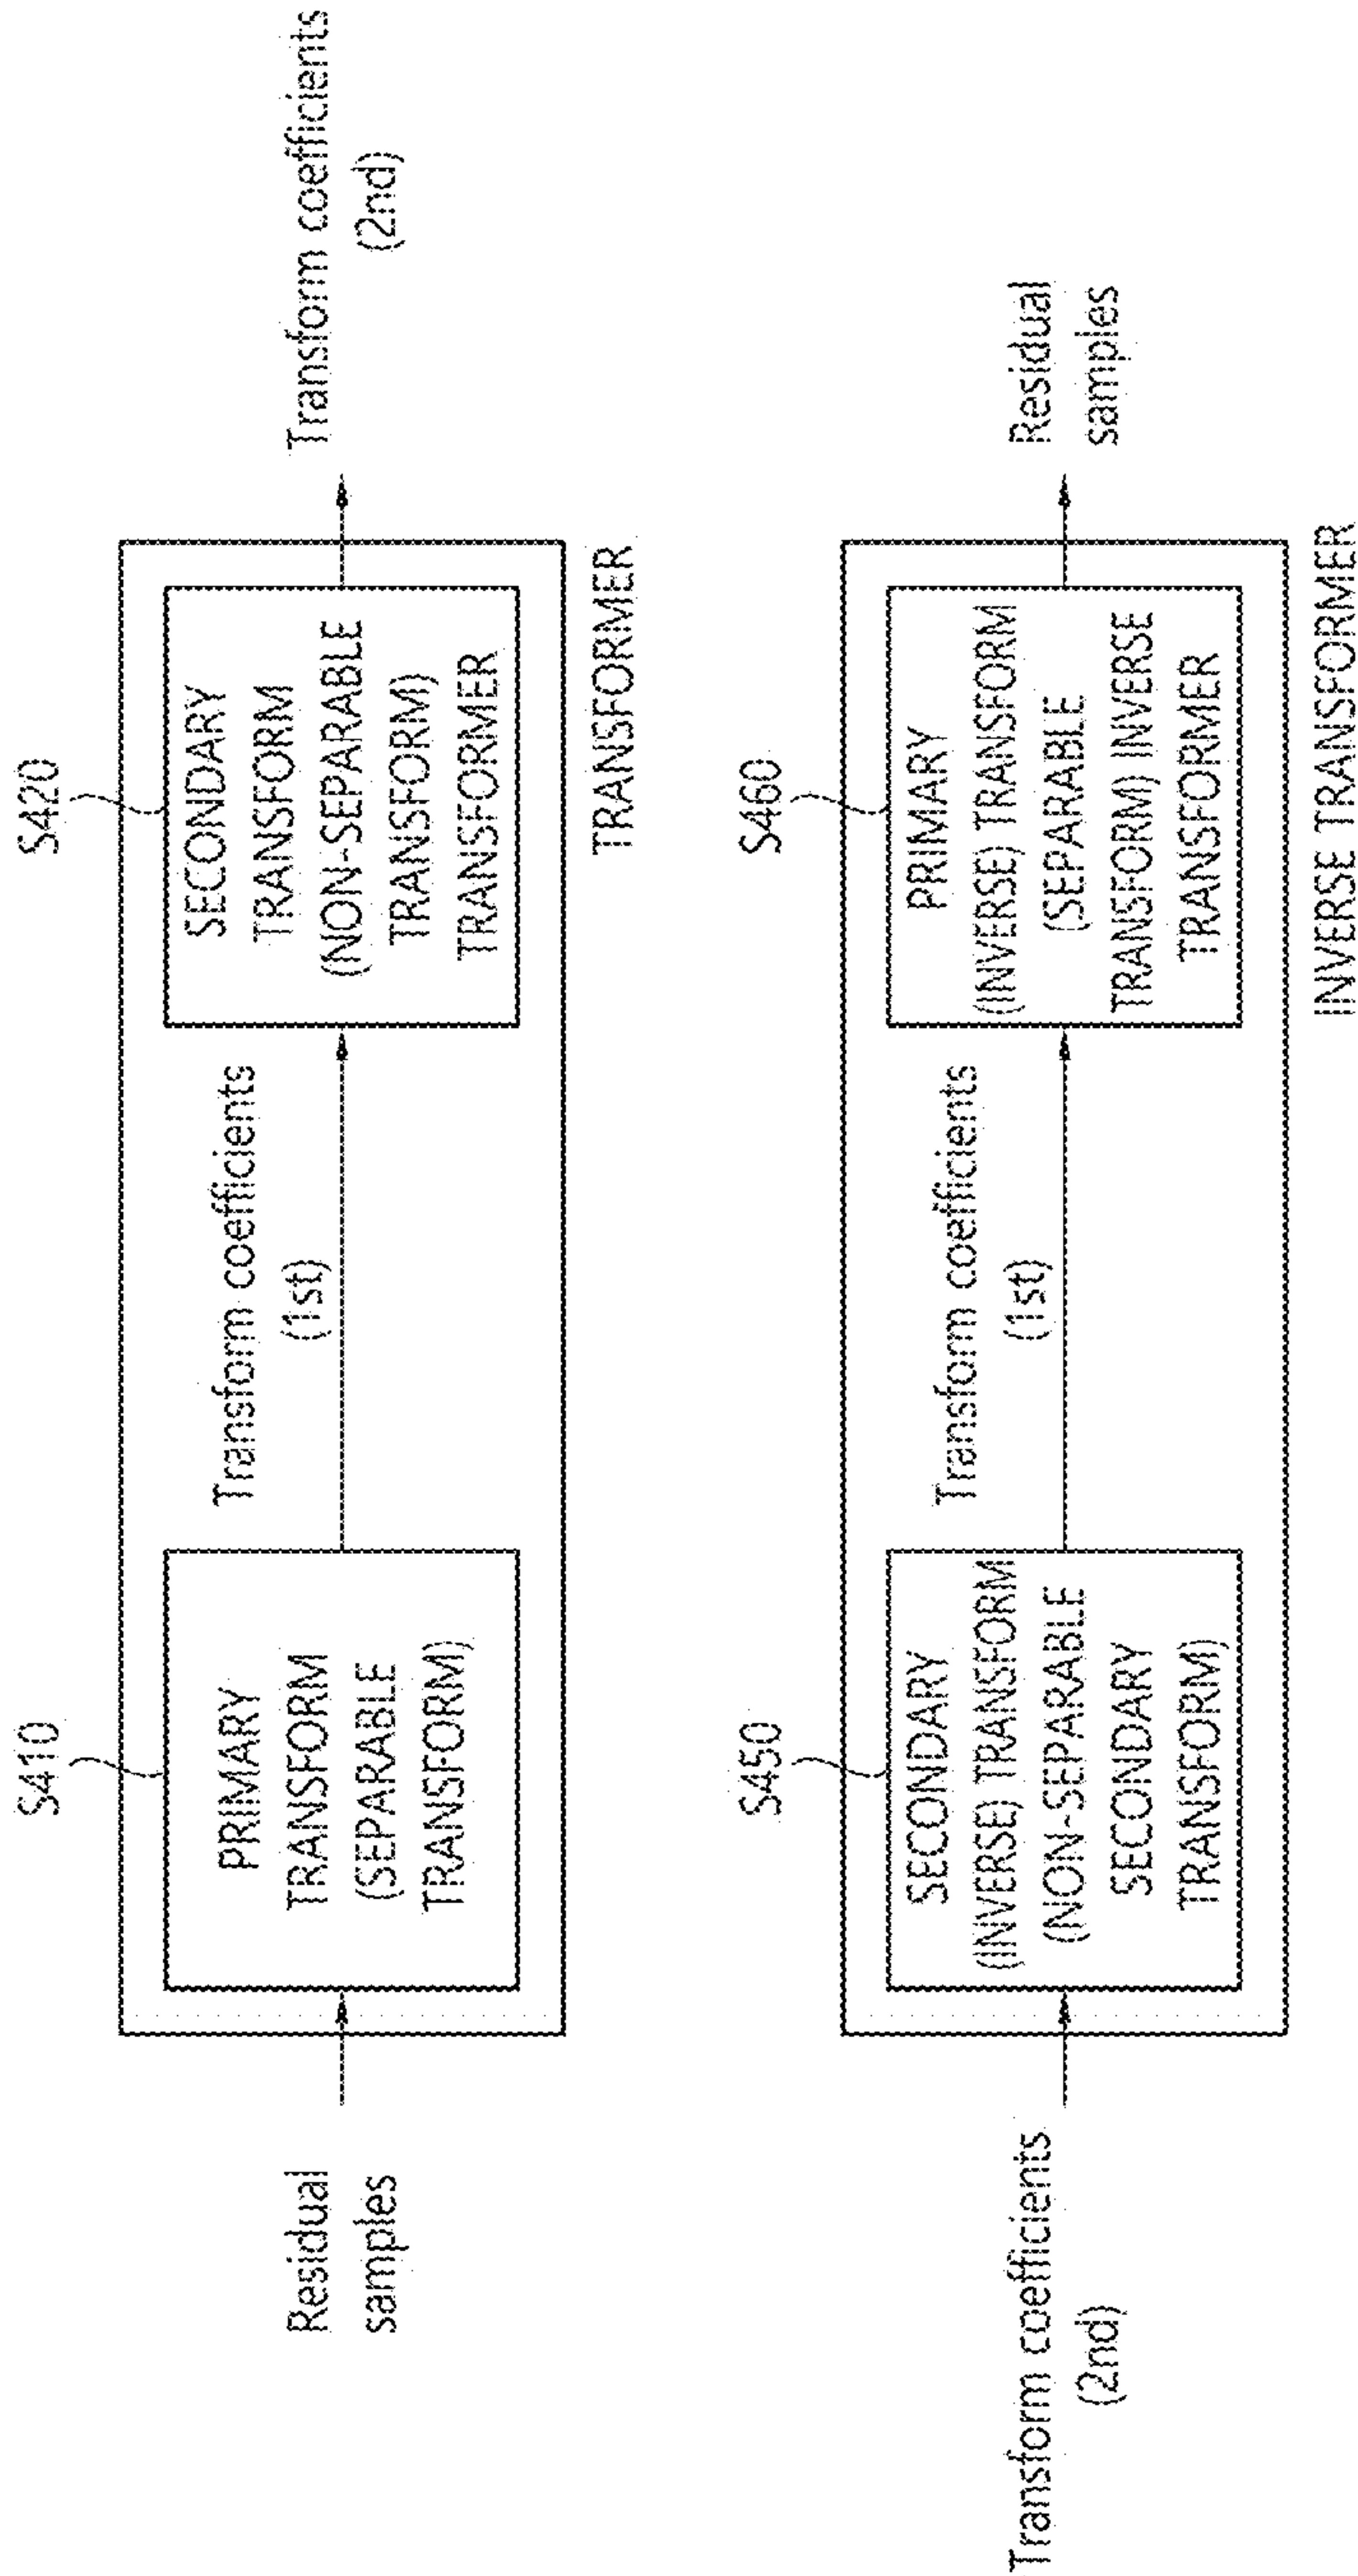 S410
S420
Residual
samples
PRIMARY
TRANSFORM
(SEPARABLE
TRANSFORM)
Transform coefficients
(1st)
SECONDARY
TRANSFORM
(NON-SEPARABLE
TRANSFORM)
TRANSFORMER
Transform coefficients
(2nd)
TRANSFORMER
S450
S460
Transform coefficients
(2nd)
SECONDARY
(INVERSE) TRANSFORM
(NON-SEPARABLE
SECONDARY
TRANSFORM)
Transform coefficients
(1st)
PRIMARY
(INVERSE) TRANSFORM
(SEPARABLE
TRANSFORM) INVERSE
TRANSFORMER
Residual
samples
INVERSE TRANSFORMER